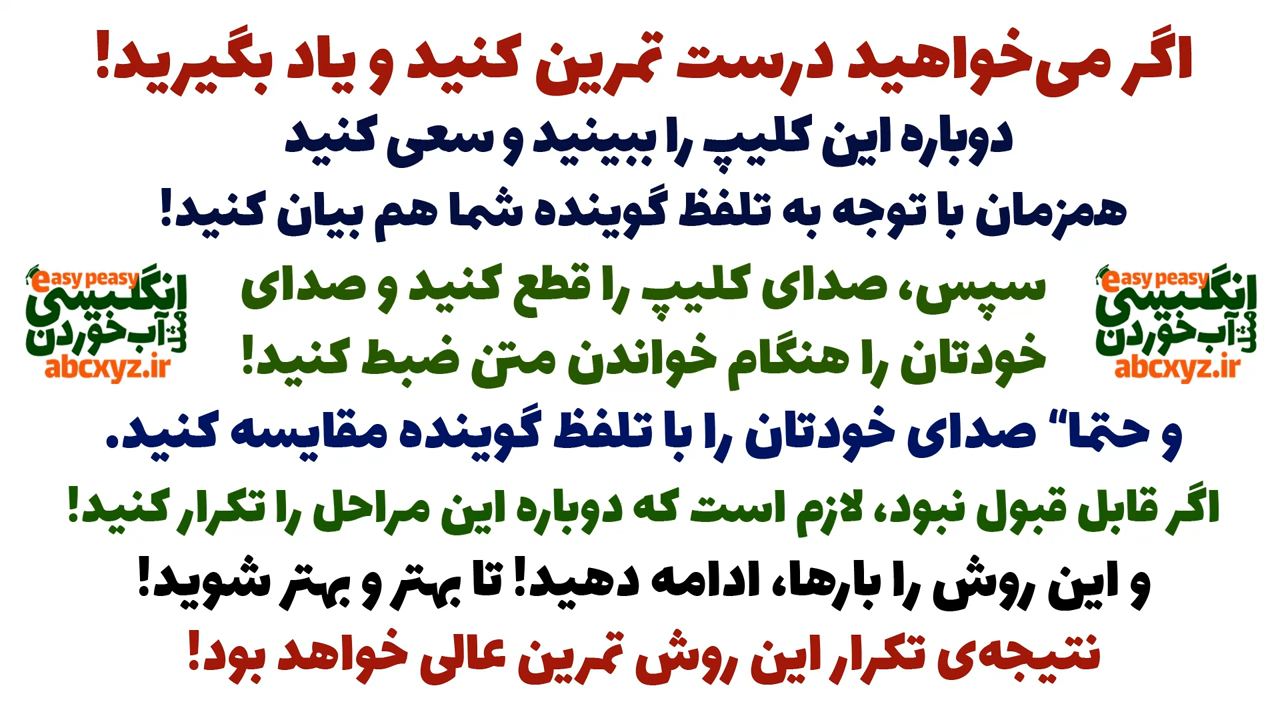 اگر می‌خواهید درست تمرین کنید و یاد بگیرید!
دوباره این کلیپ را ببینید و سعی کنید
همزمان با توجه به تلفظ گوینده شما هم بیان کنید!
سپس، صدای کلیپ را قطع کنید و صدای
خودتان را هنگام خواندن متن ضبط کنید!
و حتما“ صدای خودتان را با تلفظ گوینده مقایسه کنید.
اگر قابل قبول نبود، لازم است که دوباره این مراحل را تکرار کنید!
و این روش را بارها، ادامه دهید! تا بهتر و بهتر شوید!
نتیجه‌ی تکرار این روش تمرین عالی خواهد بود!
easy peasy
انگلیسی
مثل آب خوردن
abcxyz.ir
easy peasy
انگلیسی
مثل آب خوردن
abcxyz.ir